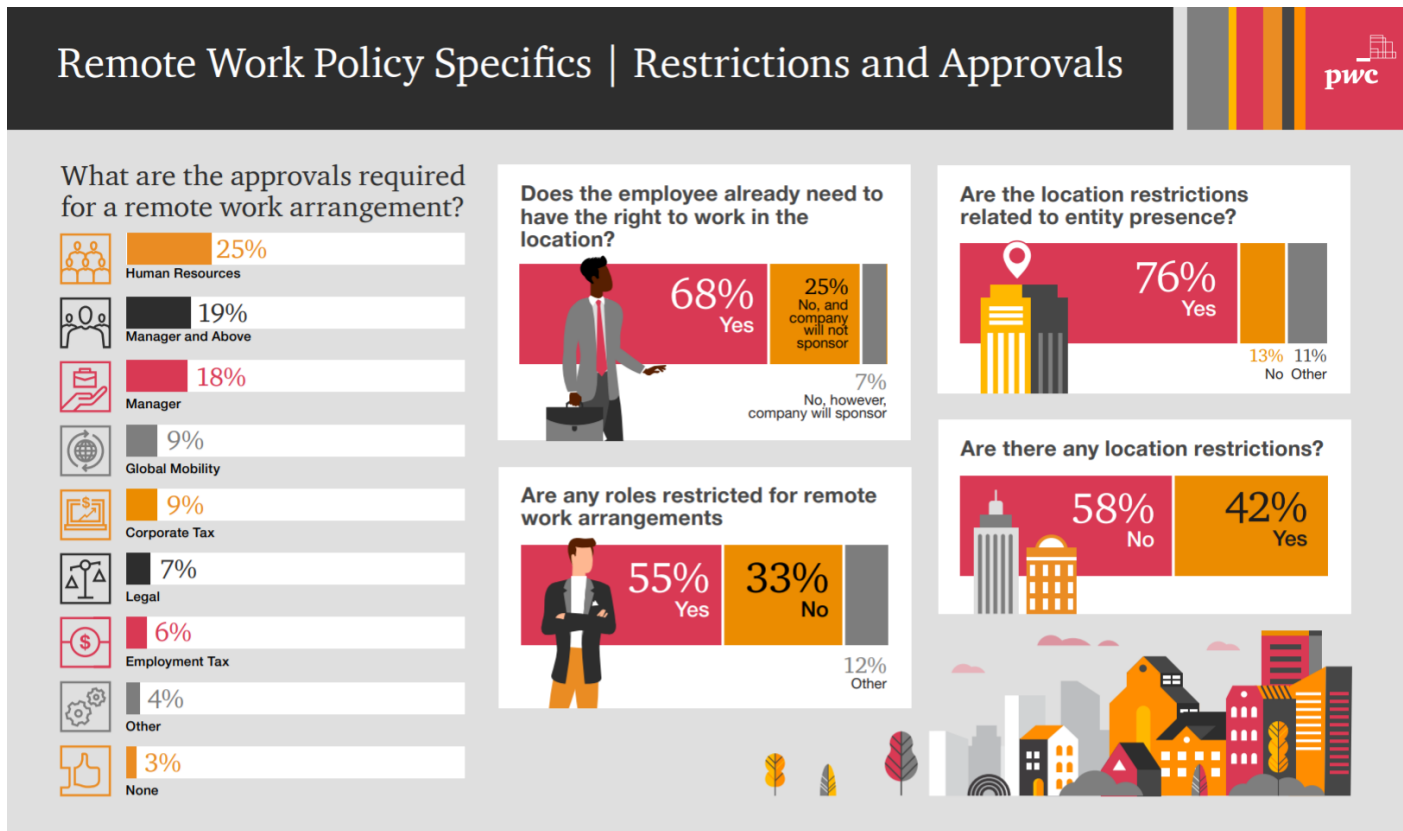 Remote Work Policy Specifics | Restrictions and Approvals
pwc
What are the approvals required
for a remote work arrangement?
25%
Human Resources
19%
Manager and Above
18%
Manager
9%
Global Mobility
9%
Corporate Tax
7%
Legal
6%
Employment Tax
4%
Other
3%
None
Does the employee already need to
have the right to work in the
location?
68%
Yes
25%
No, and
company
will not
sponsor
7%
No, however,
company will sponsor
Are any roles restricted for remote
work arrangements
55%
Yes
33%
No
12%
Other
Are the location restrictions
related to entity presence?
76%
Yes
13% 11%
No Other
Are there any location restrictions?
58%
No
42%
Yes